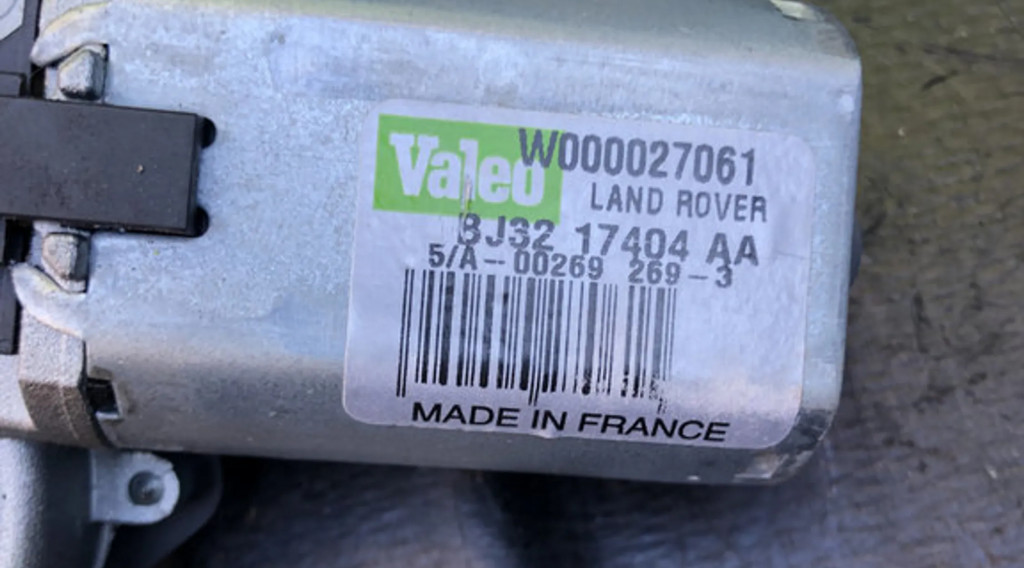 Valeo W000027061
LAND ROVER
BJ32 17404 AA
5/A-00269 269-3
MADE IN FRANCE